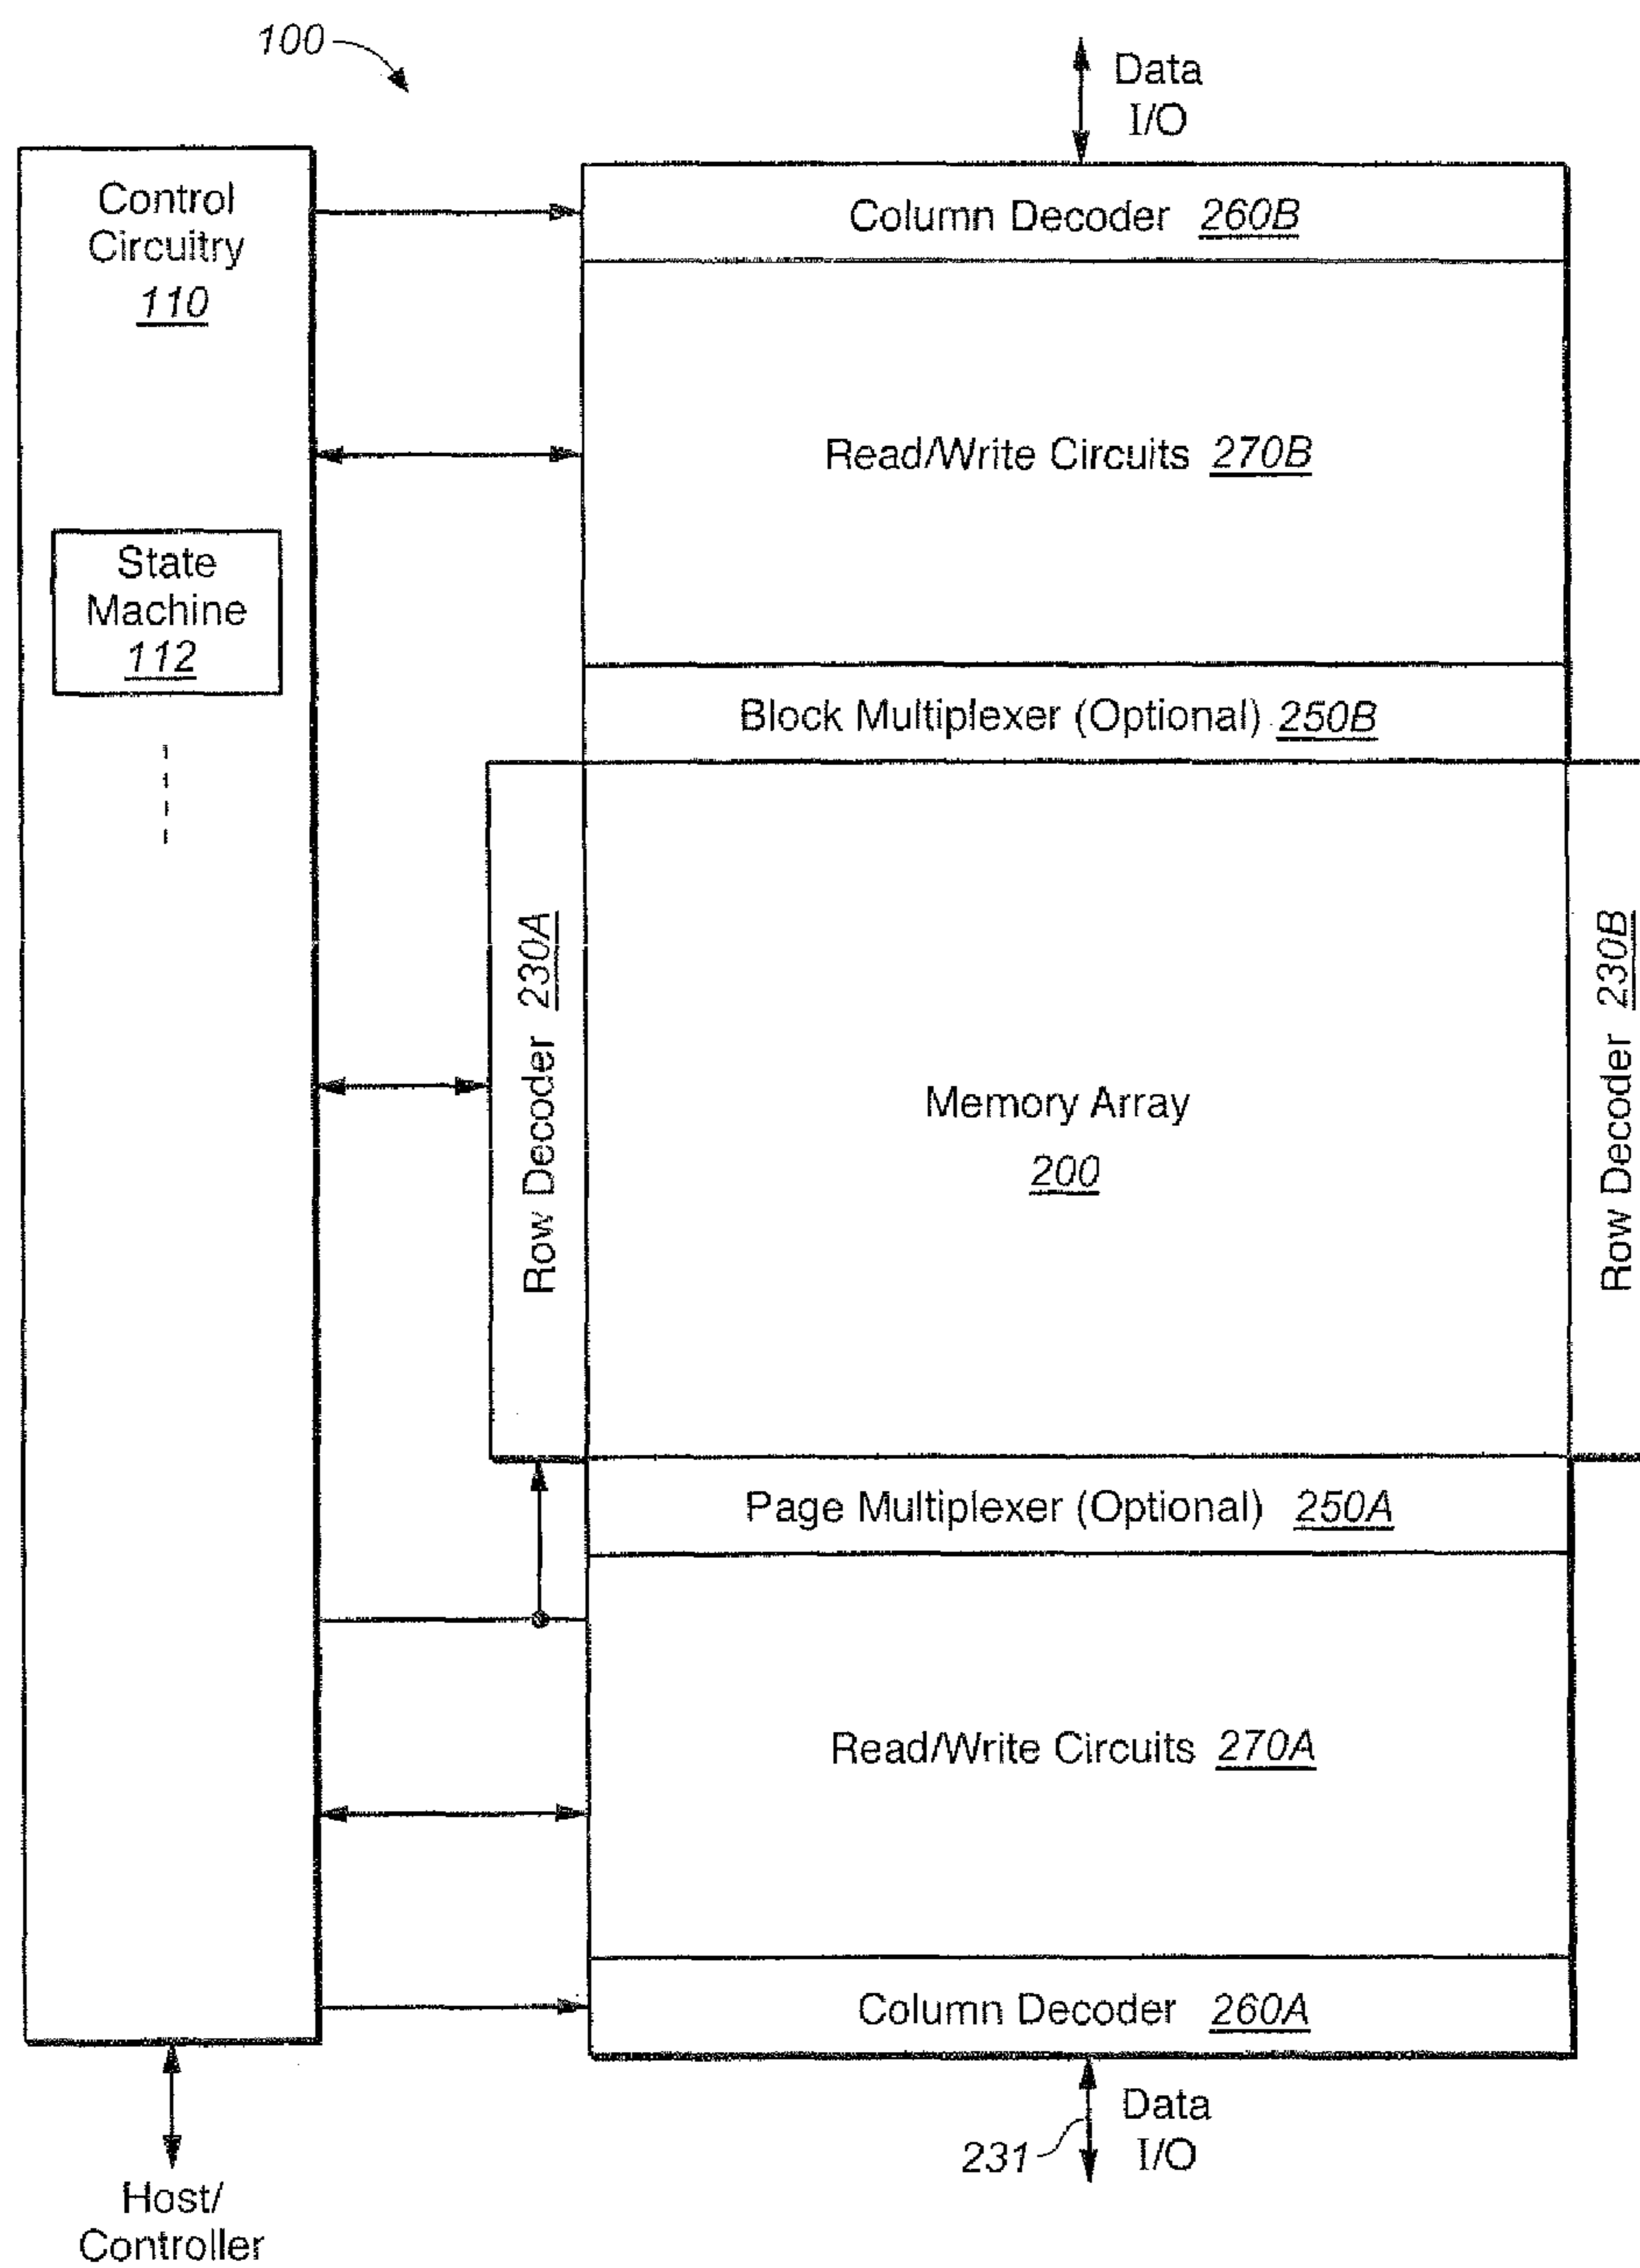 100
Data
I/O
Control
Circuitry
110
Column Decoder 260B
Read/Write Circuits 270B
State
Machine
112
Block Multiplexer (Optional) 250B
Row Decoder 230A
Memory Array
200
Row Decoder 230B
Page Multiplexer (Optional) 250A
Read/Write Circuits 270A
Column Decoder 260A
231
Data
I/O
Host/
Controller